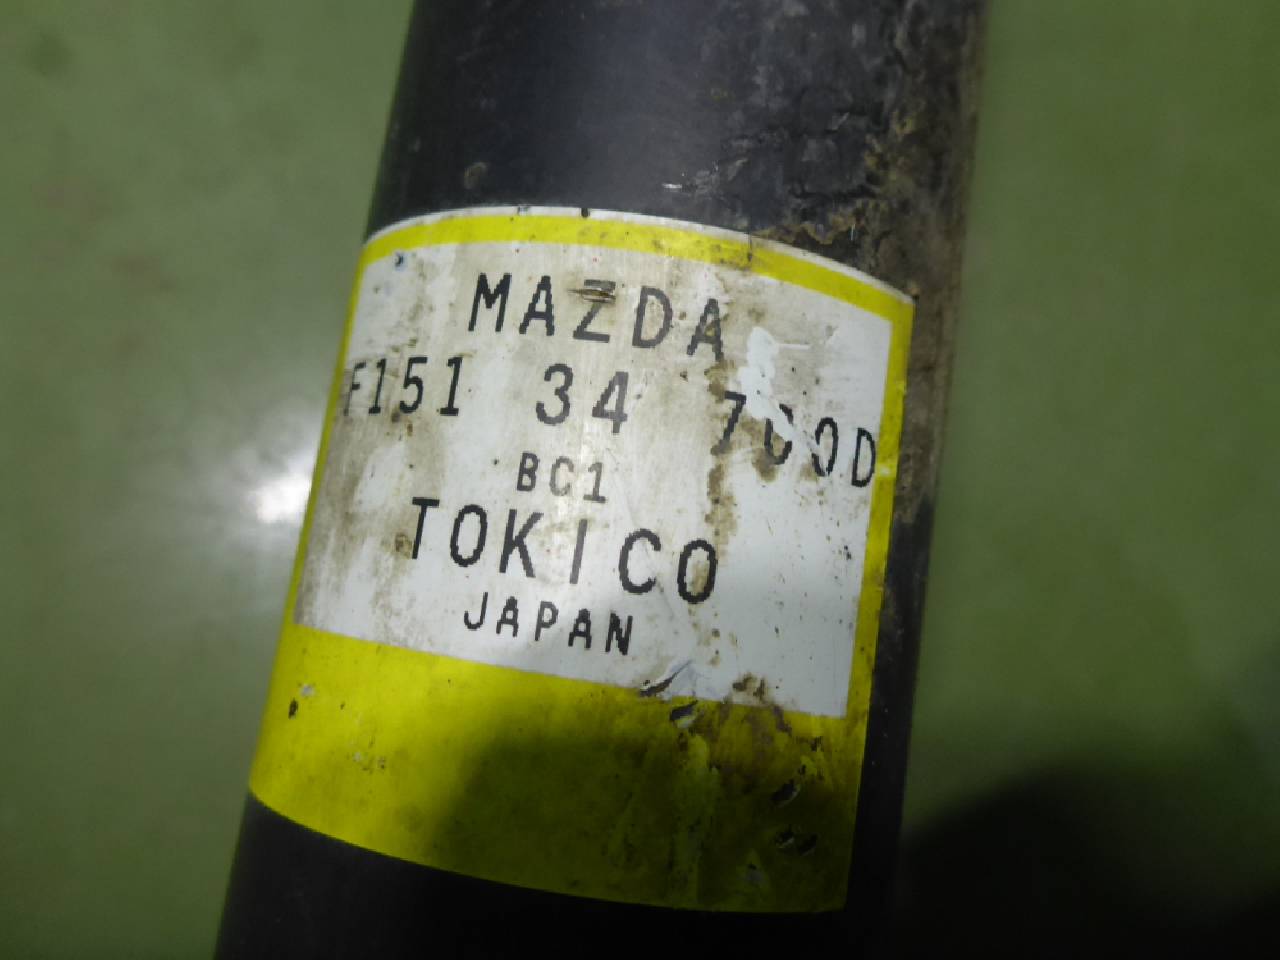 MAZDA
F151 34 700D
BC1
TOKICO
JAPAN